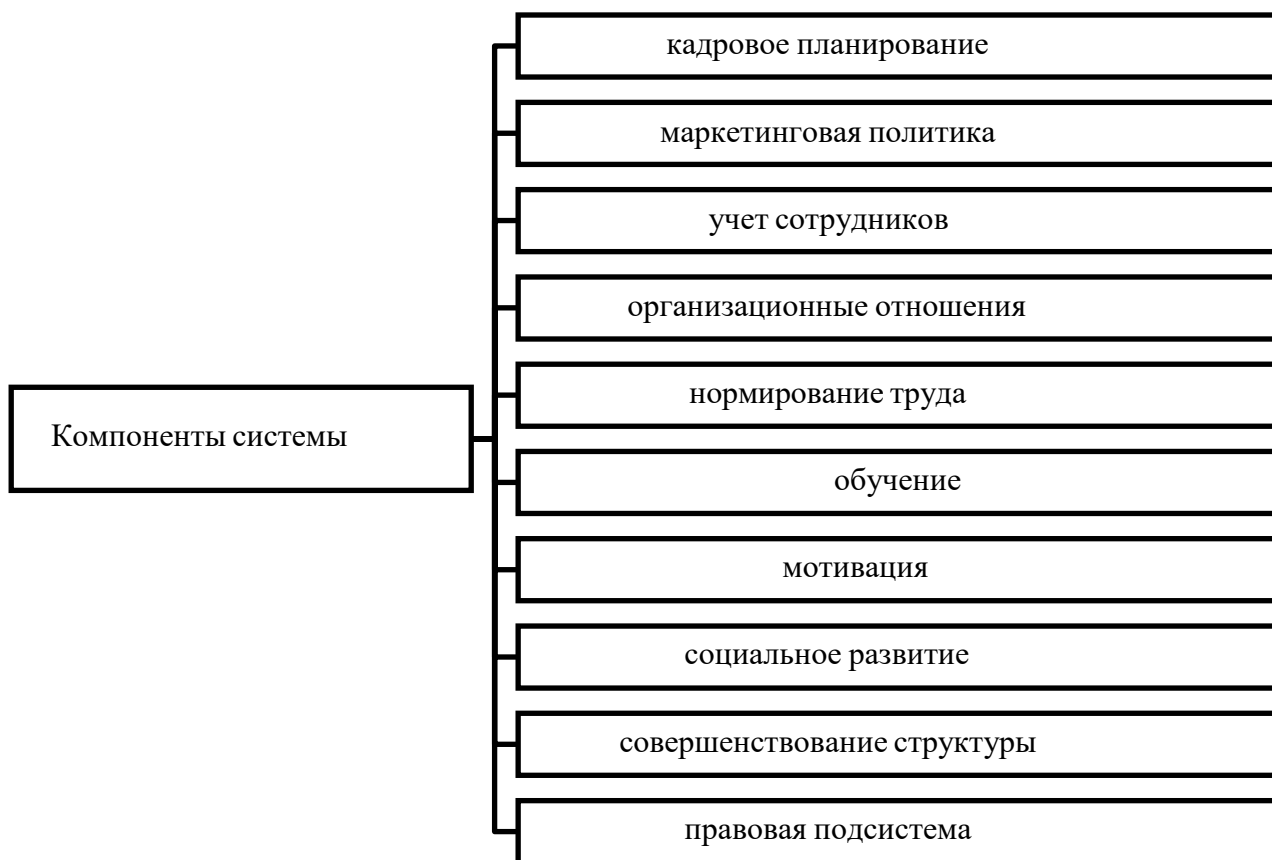 кадровое планирование
маркетинговая политика
учет сотрудников
организационные отношения
нормирование труда
Компоненты системы
обучение
мотивация
социальное развитие
совершенствование структуры
правовая подсистема